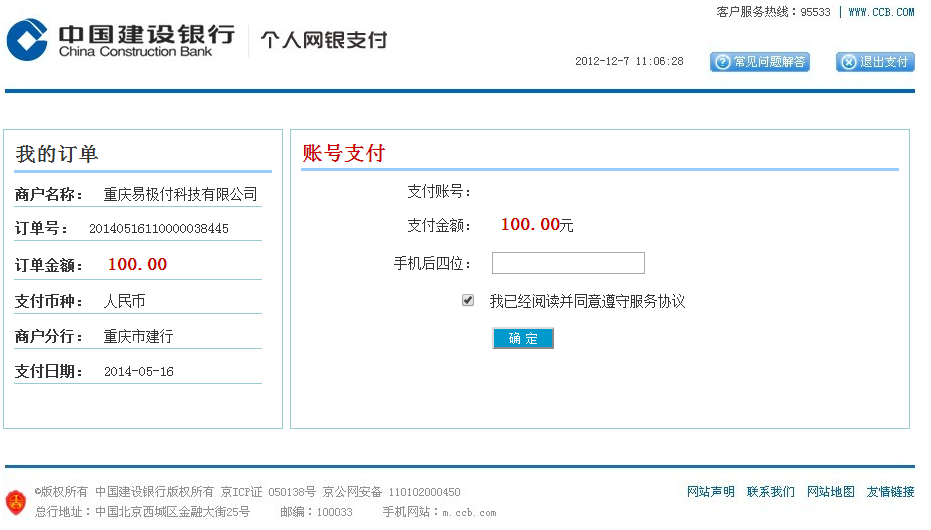 客户服务热线：95533 | WWW.CCB.COM
中国建设银行
China Construction Bank
个人网银支付
2012-12-7 11:06:28
常见问题解答
退出支付
我的订单
商户名称： 重庆易极付科技有限公司
订单号： 20140516110000038445
订单金额： 100.00
支付币种： 人民币
商户分行： 重庆市建行
支付日期： 2014-05-16
账号支付
支付账号：
支付金额： 100.00元
手机后四位：
我已经阅读并同意遵守服务协议
确 定
©版权所有 中国建设银行版权所有 京ICP证 050138号 京公网安备 110102000450
总行地址：中国北京西城区金融大街25号 邮编：100033 手机网站：m.ccb.com
网站声明 联系我们 网站地图 友情链接